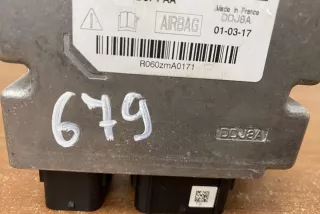 Made in France
DDJ8A
AIRBAG
01-03-17
R060zmA0171
679
DDJ8A